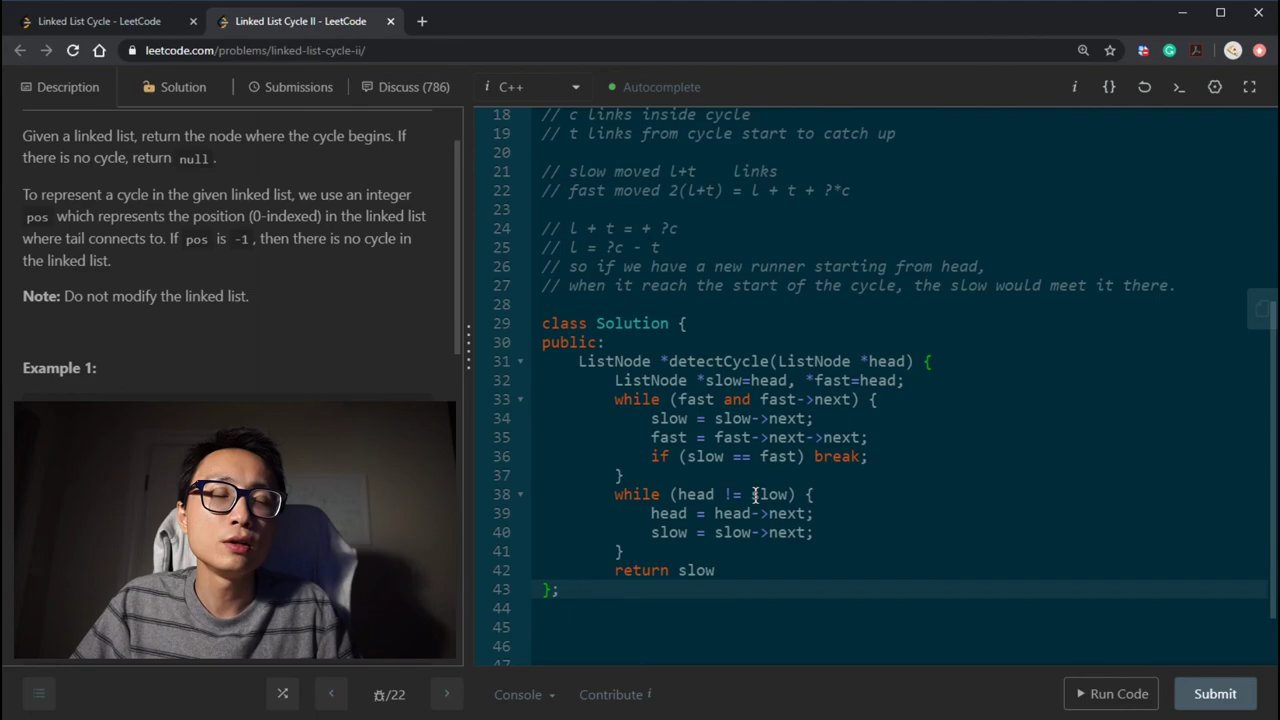 Linked List Cycle - LeetCode
Linked List Cycle II - LeetCode
leetcode.com/problems/linked-list-cycle-ii/
Description
Solution
Submissions
Discuss (786)
i C++
Autocomplete
Given a linked list, return the node where the cycle begins. If
there is no cycle, return null.
To represent a cycle in the given linked list, we use an integer
pos which represents the position (0-indexed) in the linked list
where tail connects to. If pos is -1, then there is no cycle in
the linked list.
Note: Do not modify the linked list.
Example 1:
18 // c links inside cycle
19 // t links from cycle start to catch up
20
21 // slow moved l+t    links
22 // fast moved 2(l+t) = l + t + ?*c
23
24 // l + t = + ?c
25 // l = ?c - t
26 // so if we have a new runner starting from head,
27 // when it reach the start of the cycle, the slow would meet it there.
28
29 class Solution {
30 public:
31     ListNode *detectCycle(ListNode *head) {
32         ListNode *slow=head, *fast=head;
33         while (fast and fast->next) {
34             slow = slow->next;
35             fast = fast->next->next;
36             if (slow == fast) break;
37         }
38         while (head != slow) {
39             head = head->next;
40             slow = slow->next;
41         }
42         return slow
43 };
44
45
46
47
/22
Console
Contribute i
Run Code
Submit